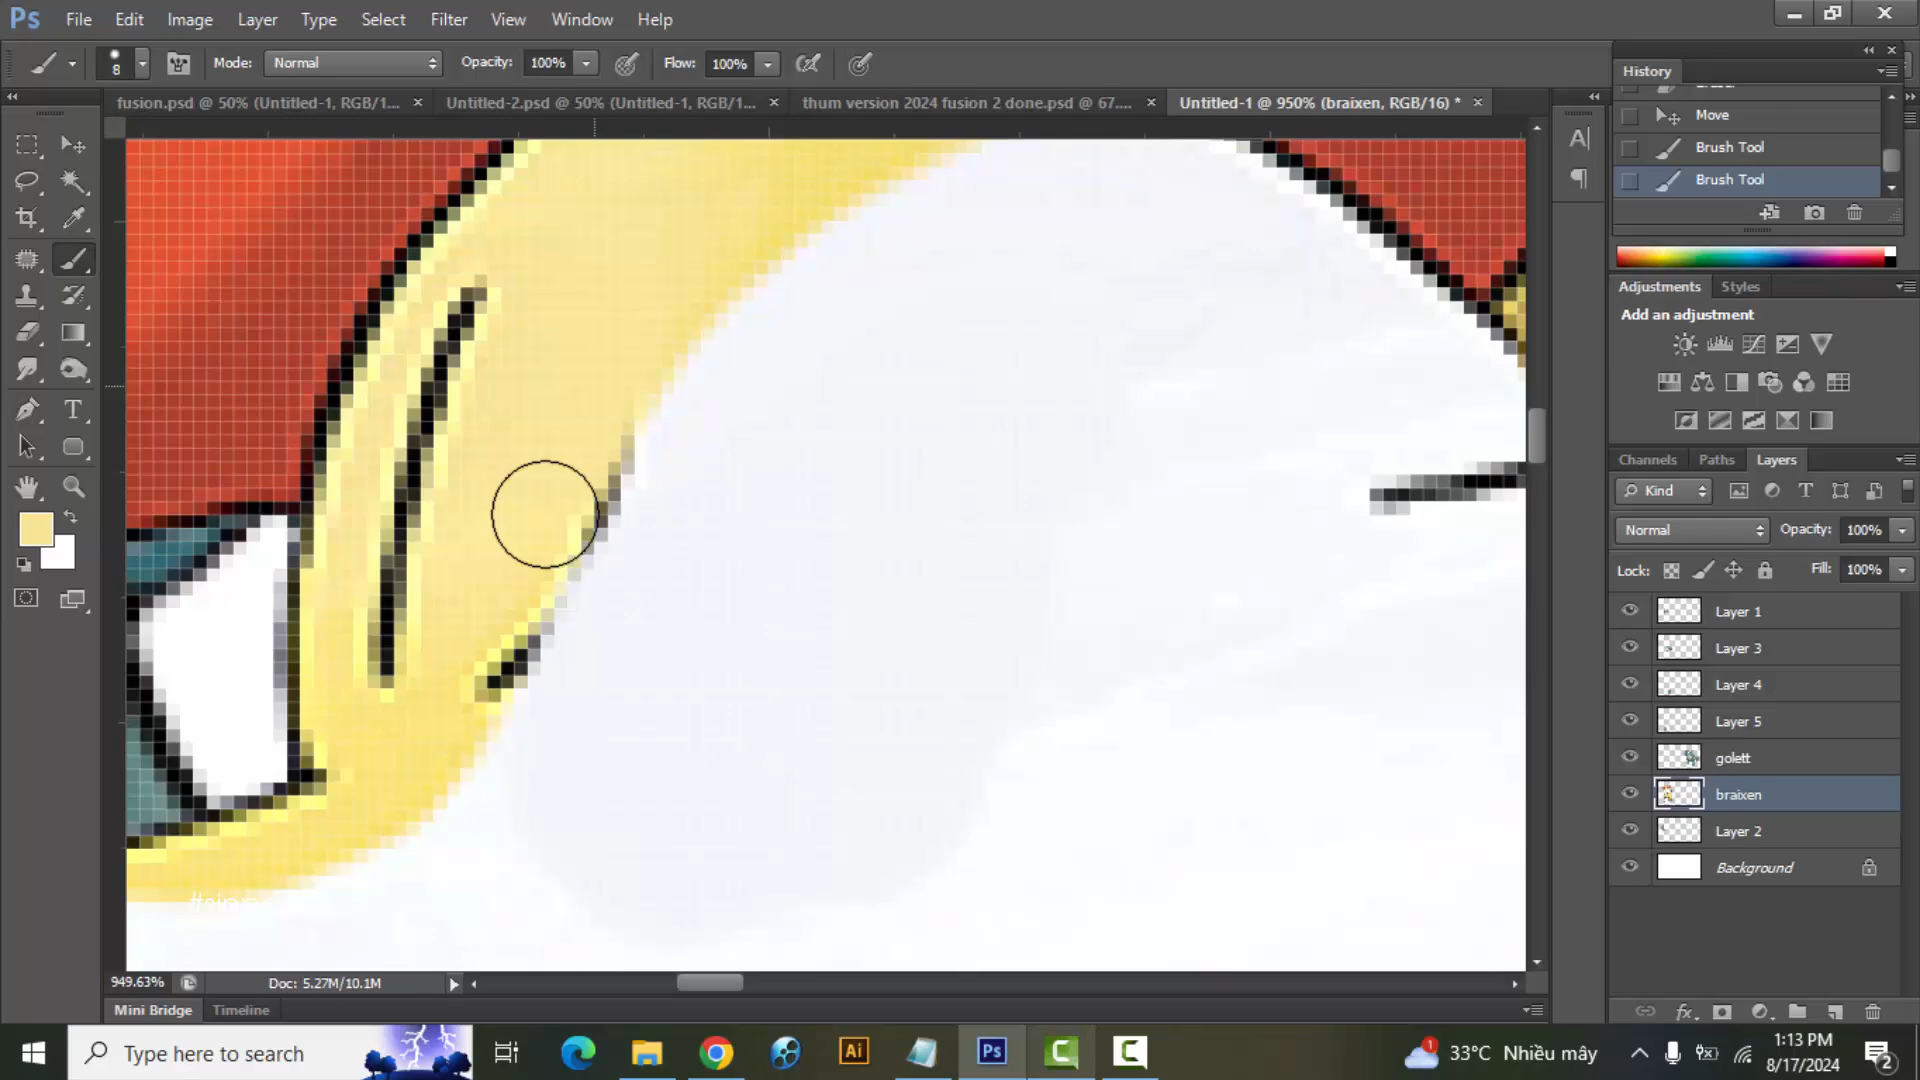 Ps File Edit Image Layer Type Select Filter View Window Help
8 Mode: Normal Opacity: 100% Flow: 100%
fusion.psd @ 50% (Untitled-1, RGB/1... × Untitled-2.psd @ 50% (Untitled-1, RGB/1... × thum version 2024 fusion 2 done.psd @ 67.... × Untitled-1 @ 950% (braixen, RGB/16) * ×
History
Move
Brush Tool
Brush Tool
Adjustments Styles
Add an adjustment
Channels Paths Layers
Kind
Normal Opacity: 100%
Lock: Fill: 100%
Layer 1
Layer 3
Layer 4
Layer 5
golett
braixen
Layer 2
Background
949.63% Doc: 5.27M/10.1M
Mini Bridge Timeline
Type here to search
Ai
Ps
1
33°C Nhiều mây
1:13 PM
8/17/2024
2